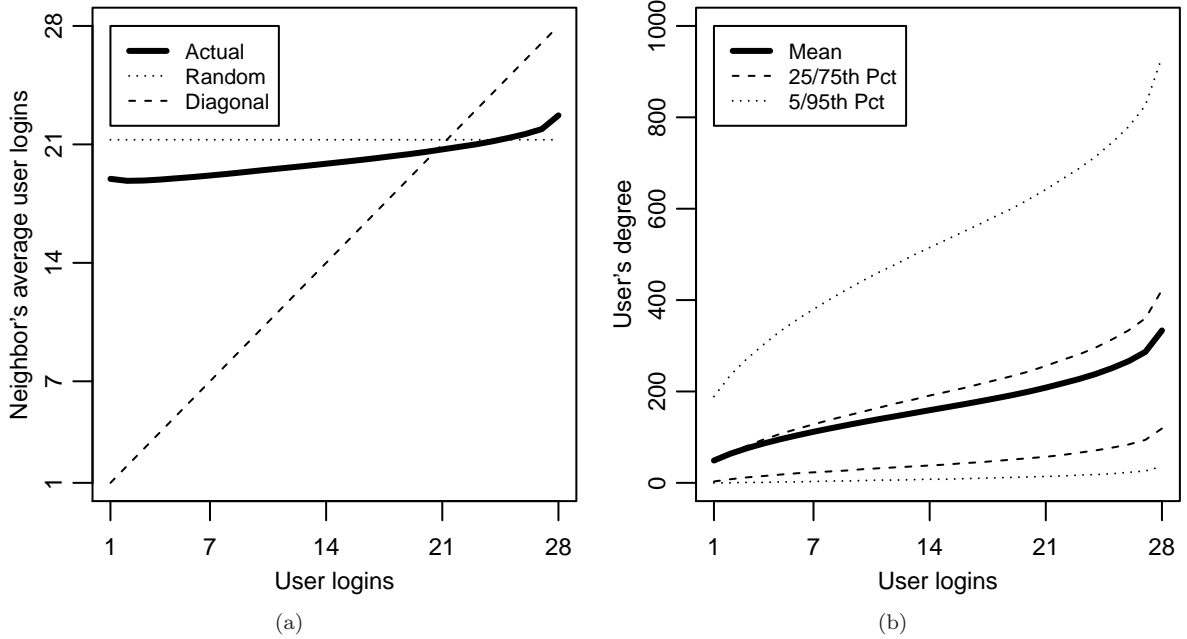 Neighbor's average user logins
28
21
14
7
1
Actual
Random
Diagonal
1 7 14 21 28
User logins
(a)
User's degree
1000
800
600
400
200
0
Mean
25/75th Pct
5/95th Pct
1 7 14 21 28
User logins
(b)